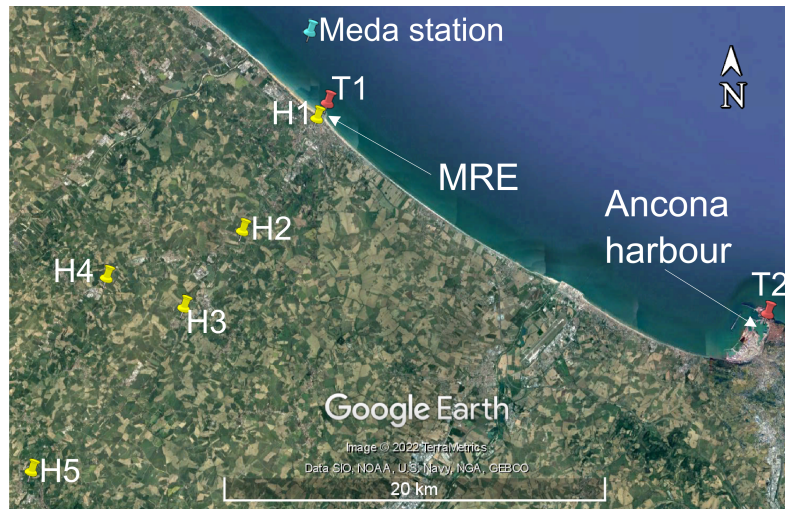 Meda station
T1
H1
MRE
N
Ancona
harbour
H2
H4
T2
H3
Google Earth
Image © 2022 TerraMetrics
Data SIO, NOAA, U.S. Navy, NGA, GEBCO
H5
20 km